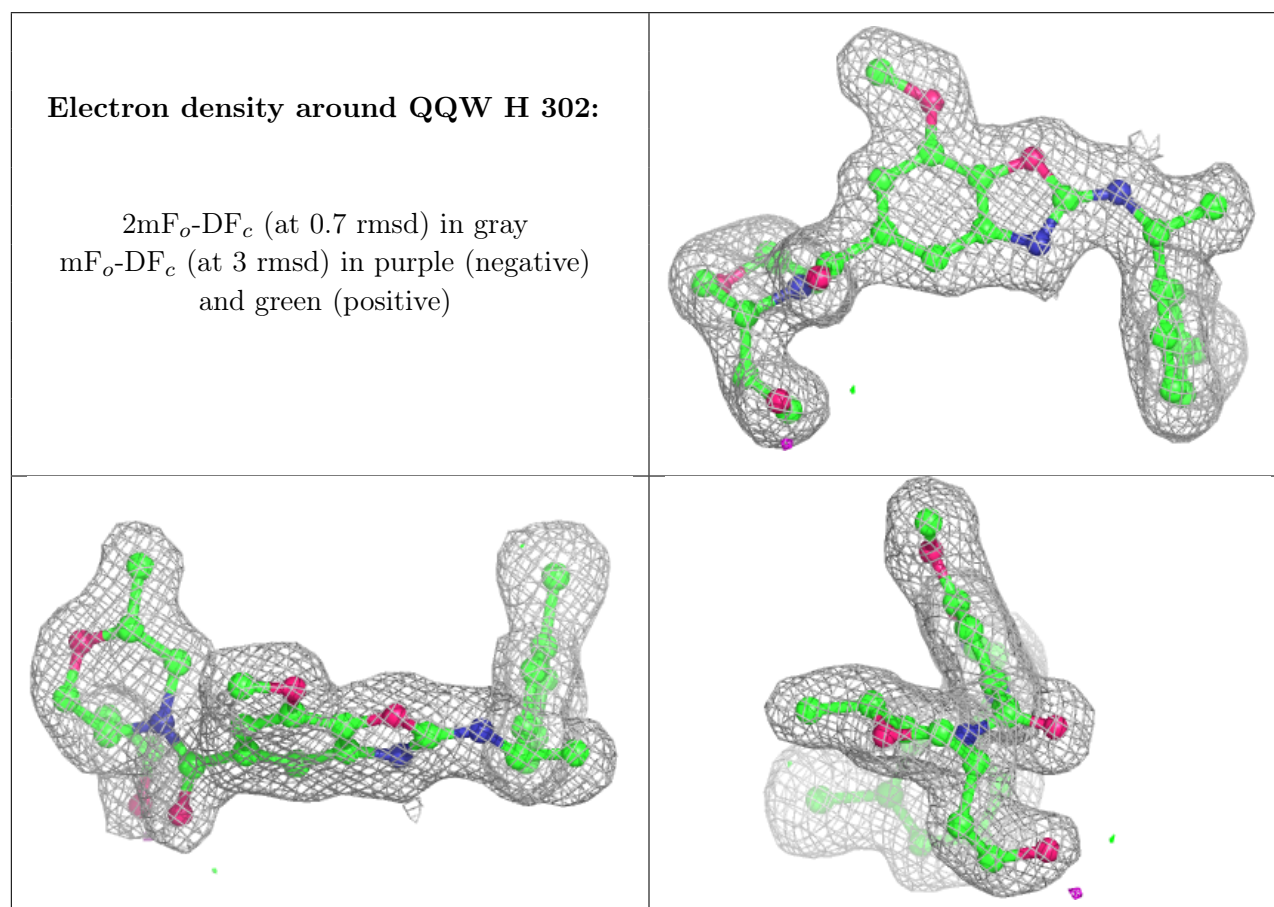 Electron density around QQW H 302:
2mFo-DFc (at 0.7 rmsd) in gray
mFo-DFc (at 3 rmsd) in purple (negative)
and green (positive)